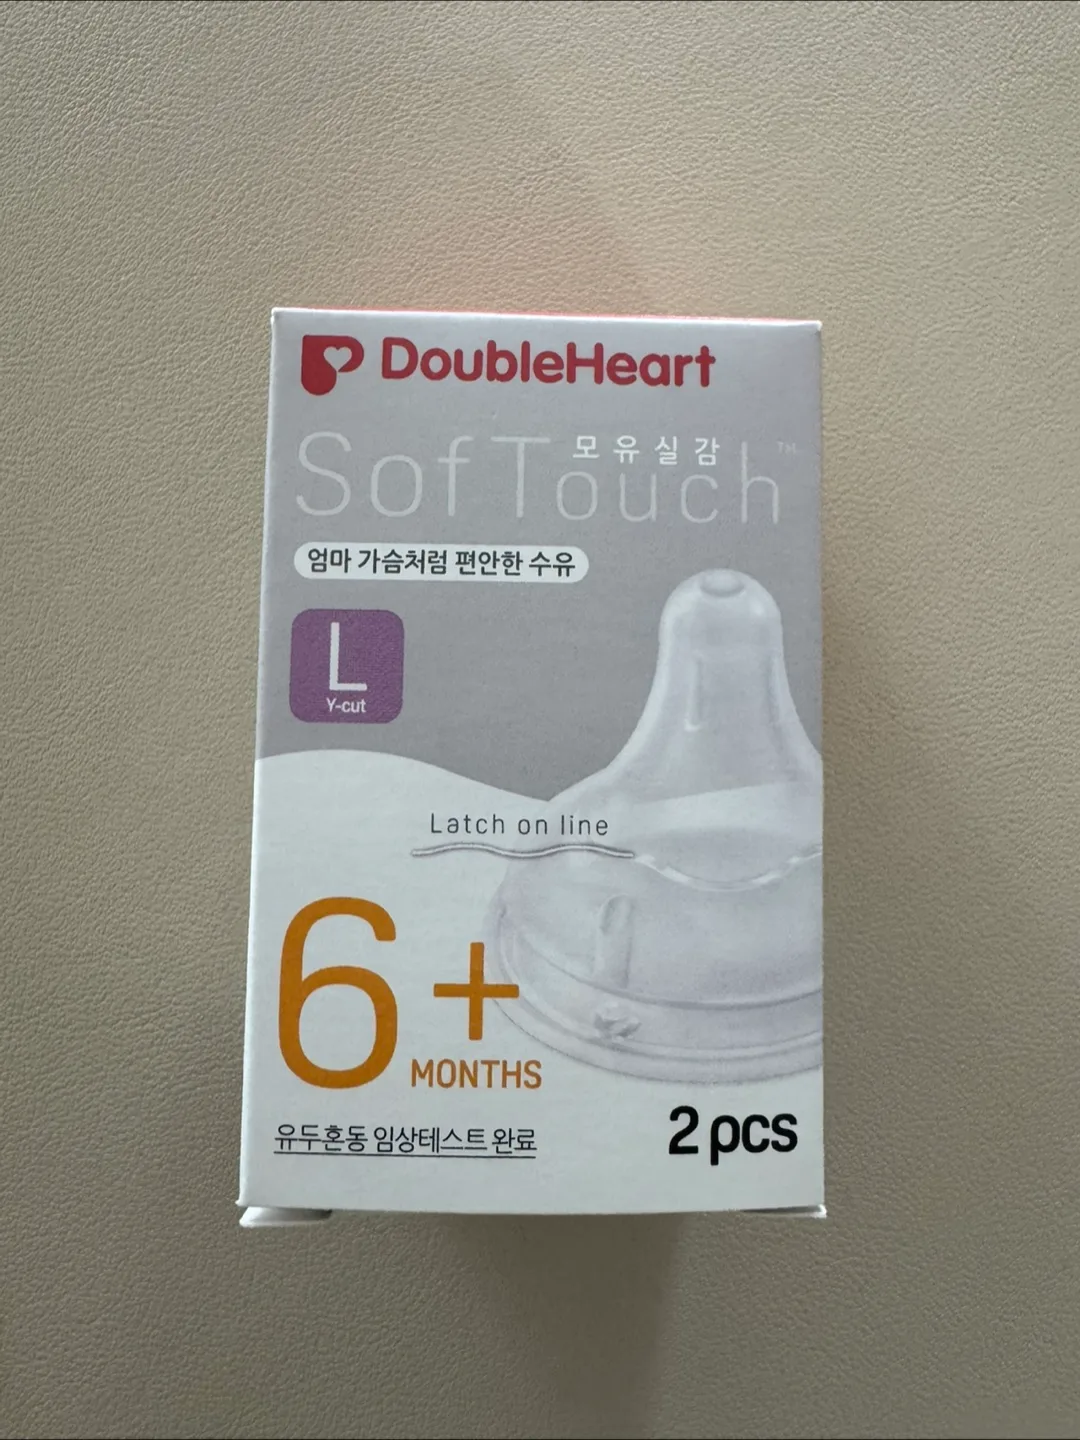 DoubleHeart
모유실감
SofTouch™
엄마 가슴처럼 편안한 수유
L
Y-cut
Latch on line
6+
MONTHS
유두혼동 임상테스트 완료
2 pcs